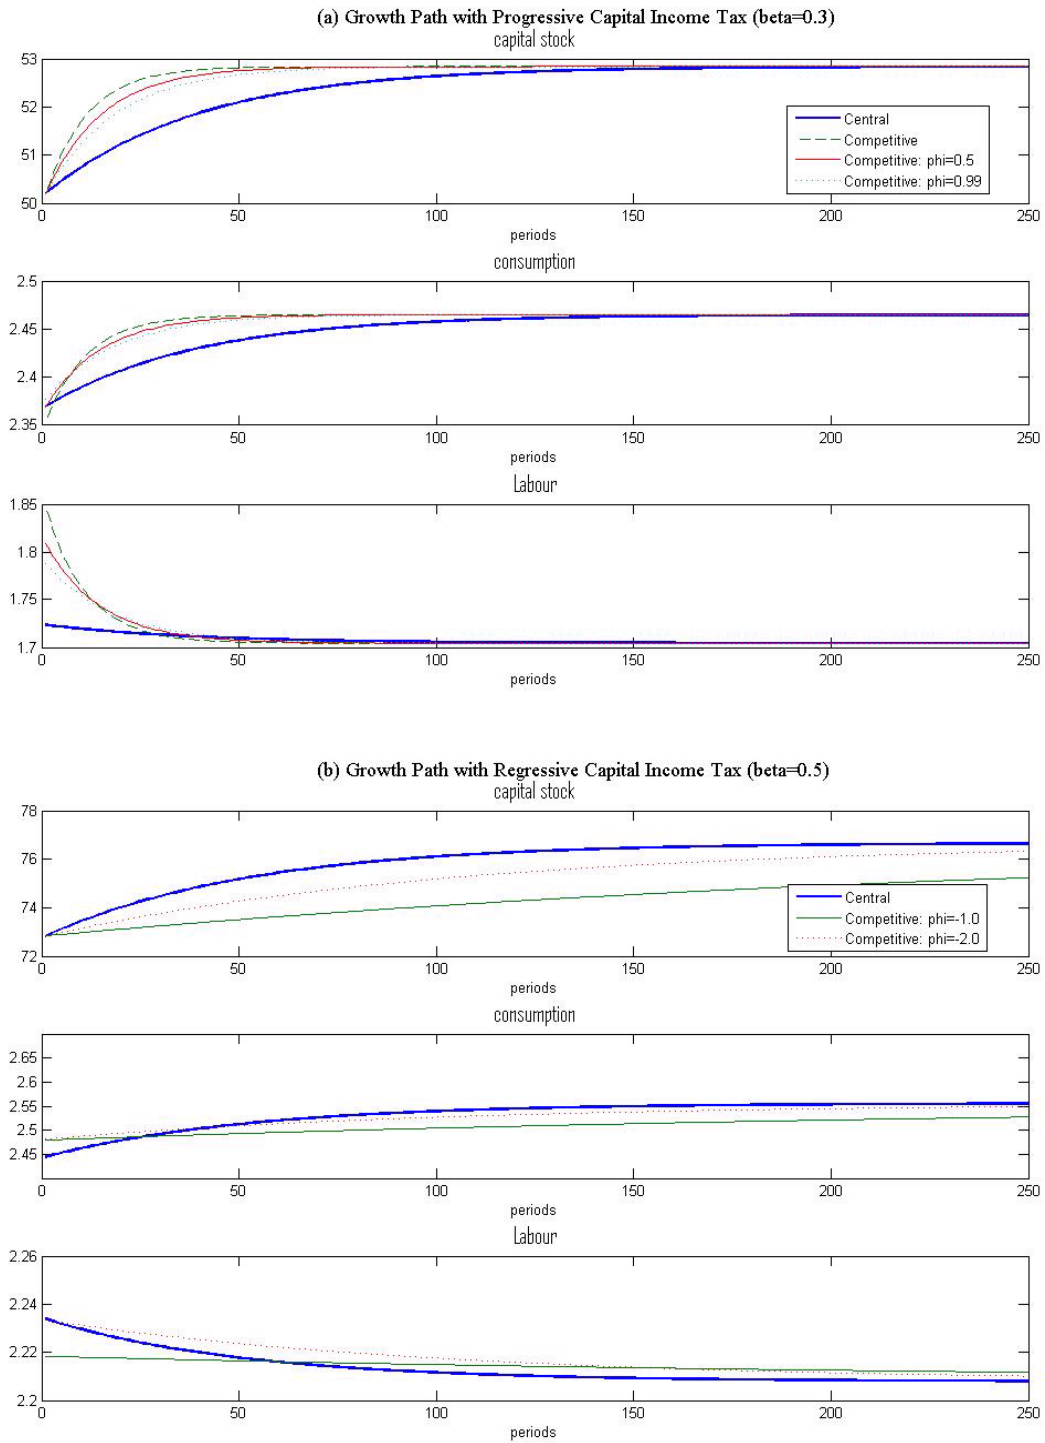 (a) Growth Path with Progressive Capital Income Tax (beta=0.3)
capital stock
53
52
51
50
0 50 100 150 200 250
periods
Central
Competitive
Competitive: phi=0.5
Competitive: phi=0.99
consumption
2.5
2.45
2.4
2.35
0 50 100 150 200 250
periods
Labour
1.85
1.8
1.75
1.7
0 50 100 150 200 250
periods
(b) Growth Path with Regressive Capital Income Tax (beta=0.5)
capital stock
78
76
74
72
0 50 100 150 200 250
periods
Central
Competitive: phi=-1.0
Competitive: phi=-2.0
consumption
2.65
2.6
2.55
2.5
2.45
0 50 100 150 200 250
periods
Labour
2.26
2.24
2.22
2.2
0 50 100 150 200 250
periods